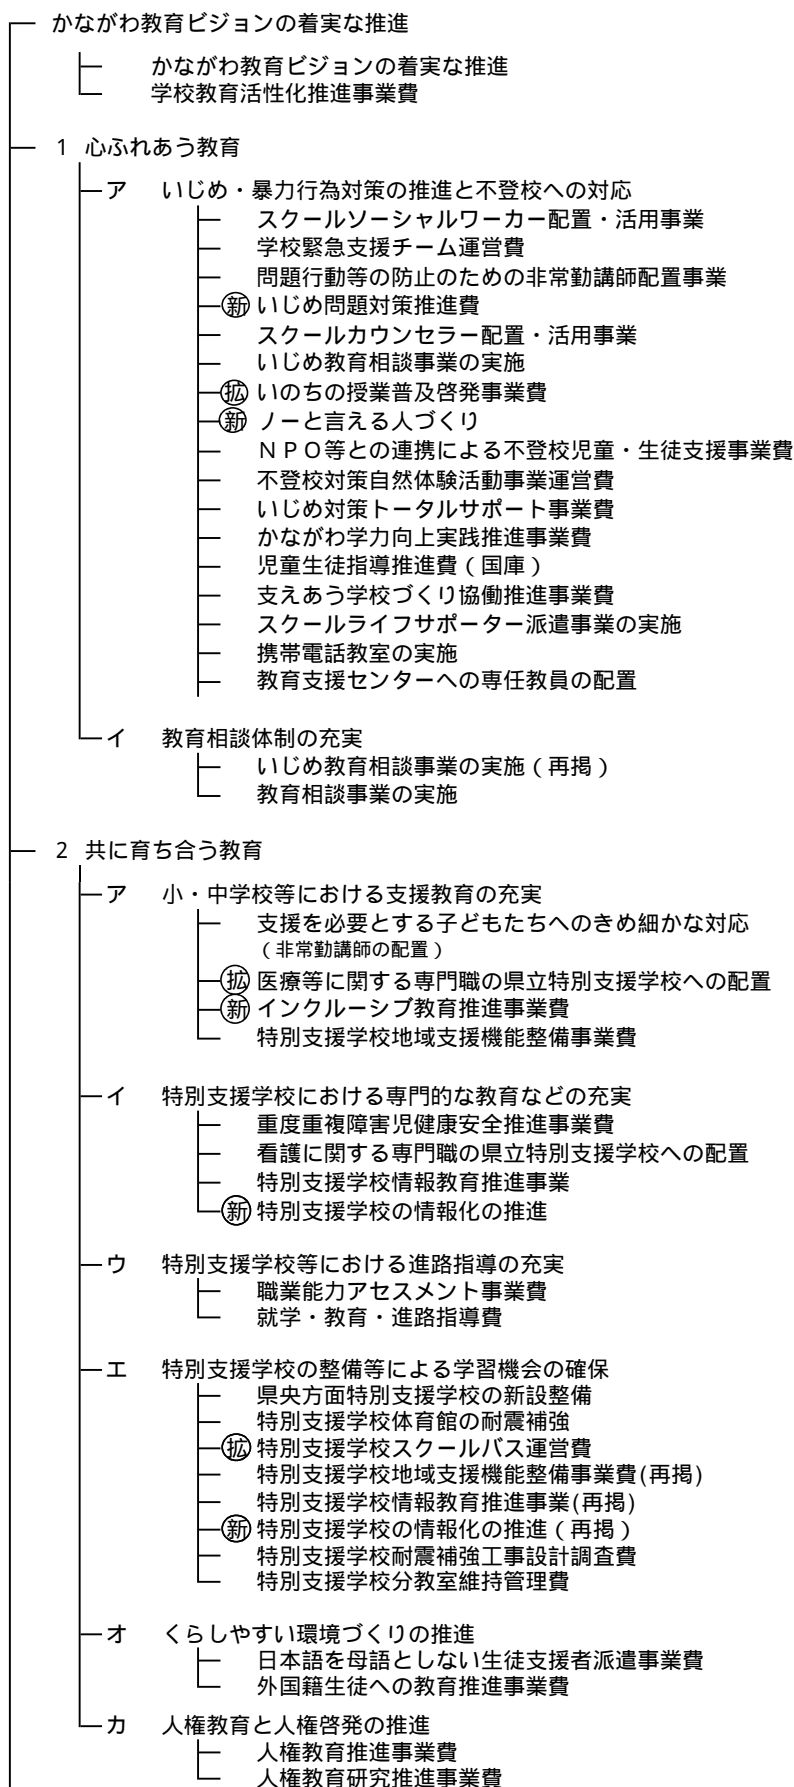 かながわ教育ビジョンの着実な推進
かながわ教育ビジョンの着実な推進
学校教育活性化推進事業費
1 心ふれあう教育
ア いじめ・暴力行為対策の推進と不登校への対応
スクールソーシャルワーカー配置・活用事業
学校緊急支援チーム運営費
問題行動等の防止のための非常勤講師配置事業
新 いじめ問題対策推進費
スクールカウンセラー配置・活用事業
いじめ教育相談事業の実施
拡 いのちの授業普及啓発事業費
新 ノーと言える人づくり
ＮＰＯ等との連携による不登校児童・生徒支援事業費
不登校対策自然体験活動事業運営費
いじめ対策トータルサポート事業費
かながわ学力向上実践推進事業費
児童生徒指導推進費（国庫）
支えあう学校づくり協働推進事業費
スクールライフサポーター派遣事業の実施
携帯電話教室の実施
教育支援センターへの専任教員の配置
イ 教育相談体制の充実
いじめ教育相談事業の実施（再掲）
教育相談事業の実施
2 共に育ち合う教育
ア 小・中学校等における支援教育の充実
支援を必要とする子どもたちへのきめ細かな対応
（非常勤講師の配置）
拡 医療等に関する専門職の県立特別支援学校への配置
新 インクルーシブ教育推進事業費
特別支援学校地域支援機能整備事業費
イ 特別支援学校における専門的な教育などの充実
重度重複障害児健康安全推進事業費
看護に関する専門職の県立特別支援学校への配置
特別支援学校情報教育推進事業
新 特別支援学校の情報化の推進
ウ 特別支援学校等における進路指導の充実
職業能力アセスメント事業費
就学・教育・進路指導費
エ 特別支援学校の整備等による学習機会の確保
県央方面特別支援学校の新設整備
特別支援学校体育館の耐震補強
拡 特別支援学校スクールバス運営費
特別支援学校地域支援機能整備事業費(再掲)
特別支援学校情報教育推進事業(再掲)
新 特別支援学校の情報化の推進（再掲）
特別支援学校耐震補強工事設計調査費
特別支援学校分教室維持管理費
オ くらしやすい環境づくりの推進
日本語を母語としない生徒支援者派遣事業費
外国籍生徒への教育推進事業費
カ 人権教育と人権啓発の推進
人権教育推進事業費
人権教育研究推進事業費